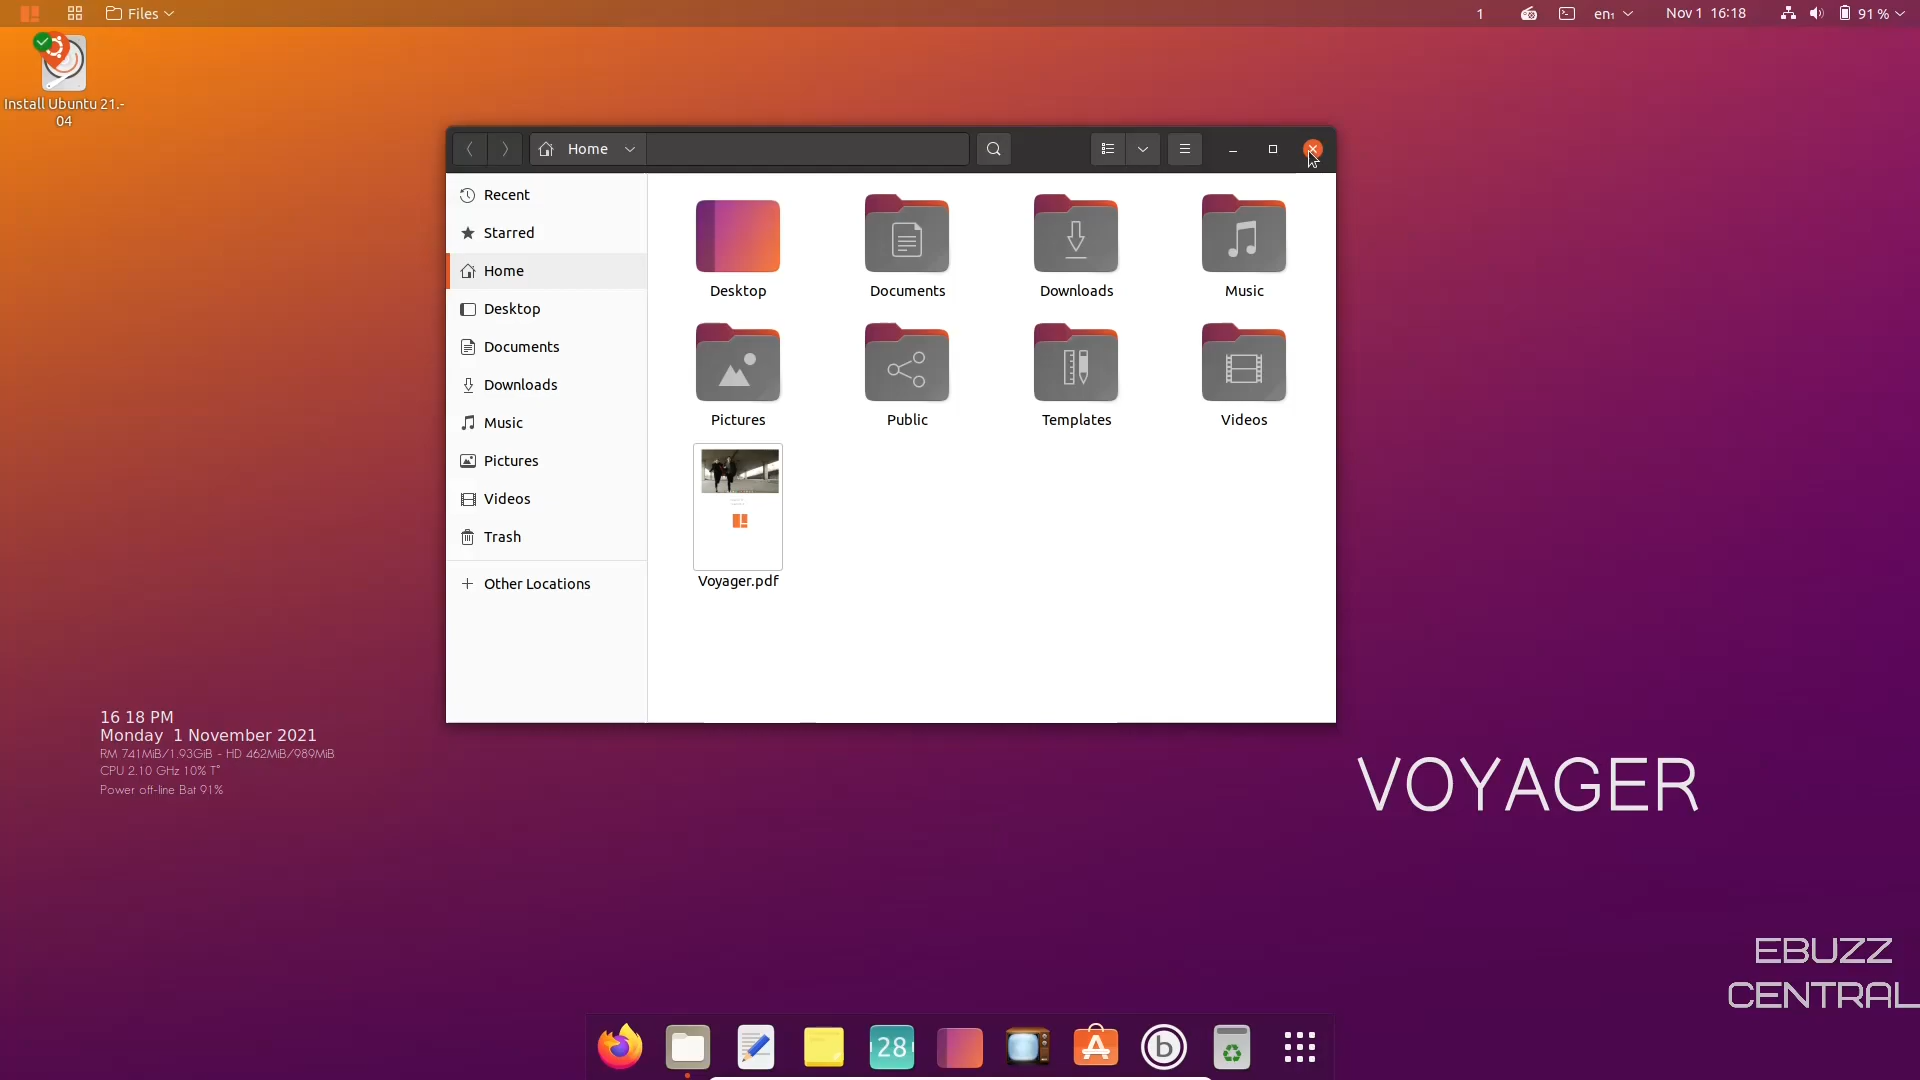 Files
1
en₁
Nov 1 16:18
91 %
Install Ubuntu 21.-
04
Home
Recent
Starred
Home
Desktop
Documents
Downloads
Music
Pictures
Videos
Trash
Other Locations
Desktop
Documents
Downloads
Music
Pictures
Public
Templates
Videos
Voyager.pdf
16 18 PM
Monday 1 November 2021
RM 741MiB/1.93GiB - HD 462MiB/989MiB
CPU 2.10 GHz 10% T°
Power off-line Bat 91%
VOYAGER
EBUZZ
CENTRAL
28
b